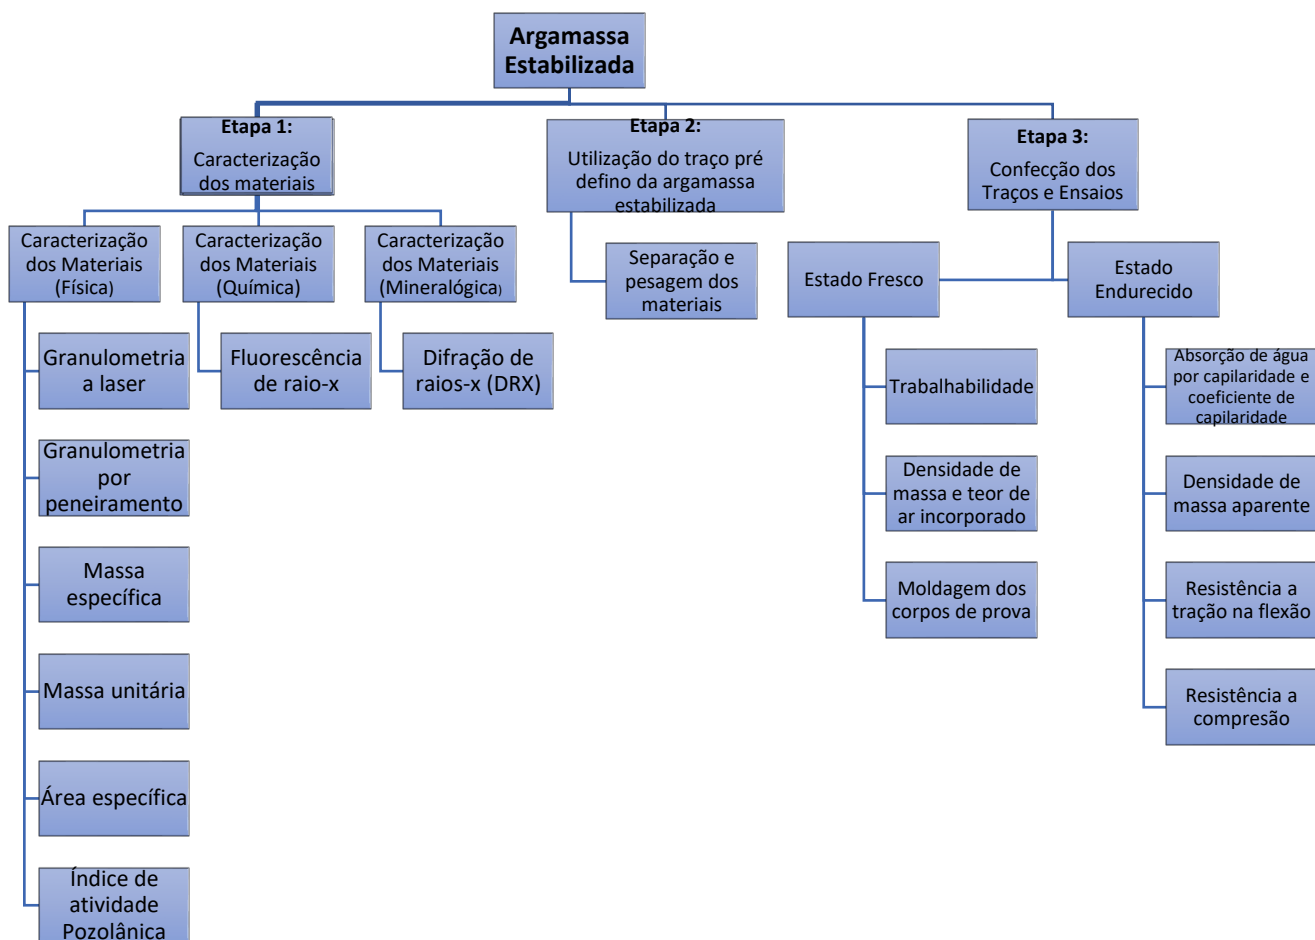 Argamassa
Estabilizada
Etapa 1:
Caracterização
dos materiais
Etapa 2:
Utilização do traço pré
defino da argamassa
estabilizada
Etapa 3:
Confecção dos
Traços e Ensaios
Caracterização
dos Materiais
(Física)
Caracterização
dos Materiais
(Química)
Caracterização
dos Materiais
(Mineralógica)
Separação e
pesagem dos
materiais
Estado Fresco
Estado
Endurecido
Granulometria
a laser
Fluorescência
de raio-x
Difração de
raios-x (DRX)
Trabalhabilidade
Absorção de água
por capilaridade e
coeficiente de
capilaridade
Granulometria
por
peneiramento
Densidade de
massa e teor de
ar incorporado
Densidade de
massa aparente
Massa
específica
Moldagem dos
corpos de prova
Resistência a
tração na flexão
Massa unitária
Resistência a
compresão
Área específica
Índice de
atividade
Pozolânica